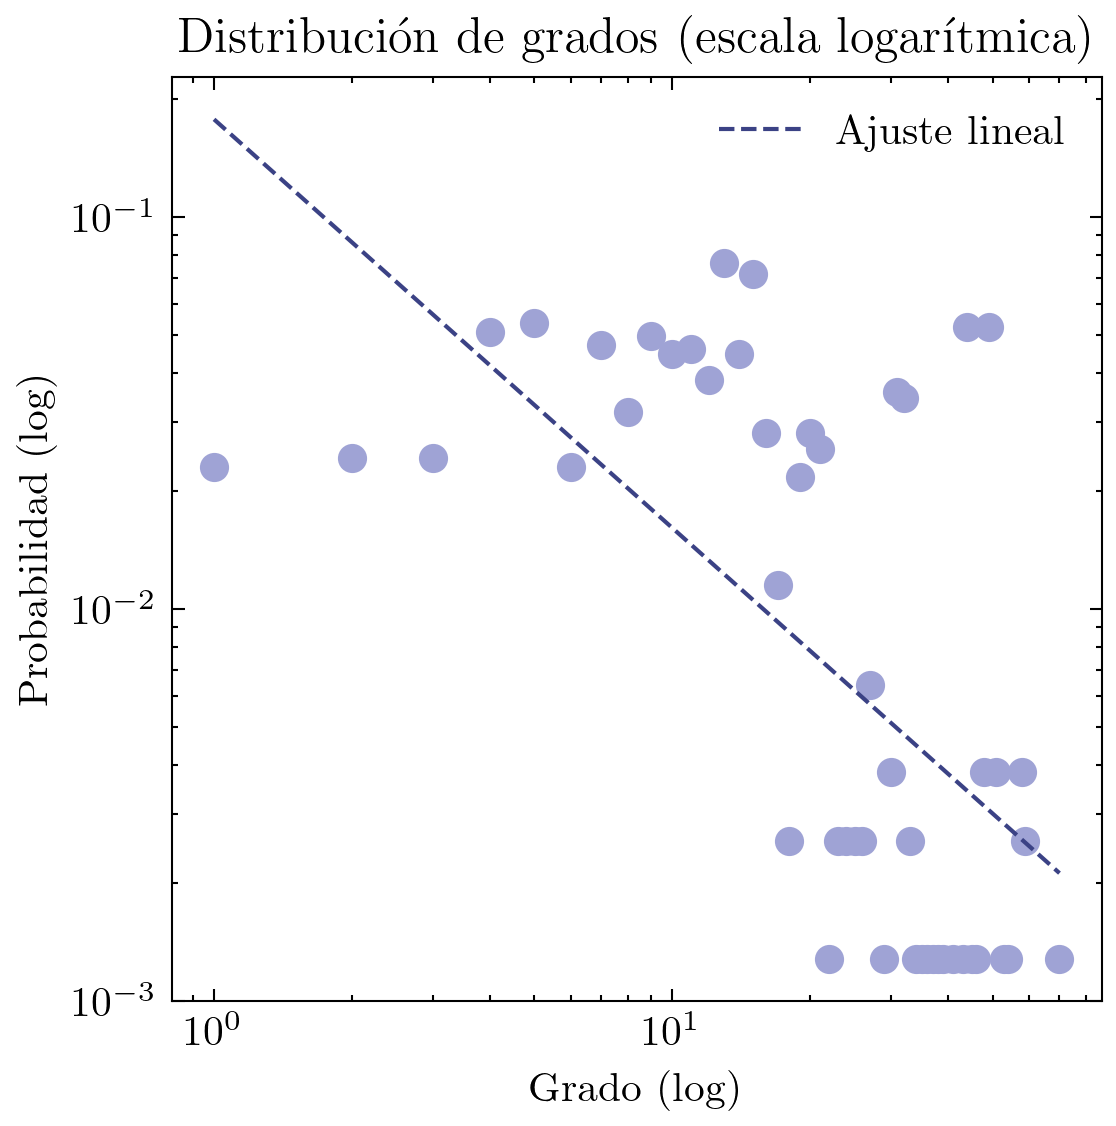 Distribución de grados (escala logarítmica)
Ajuste lineal
10⁻¹
10⁻²
10⁻³
Probabilidad (log)
10⁰ 10¹
Grado (log)